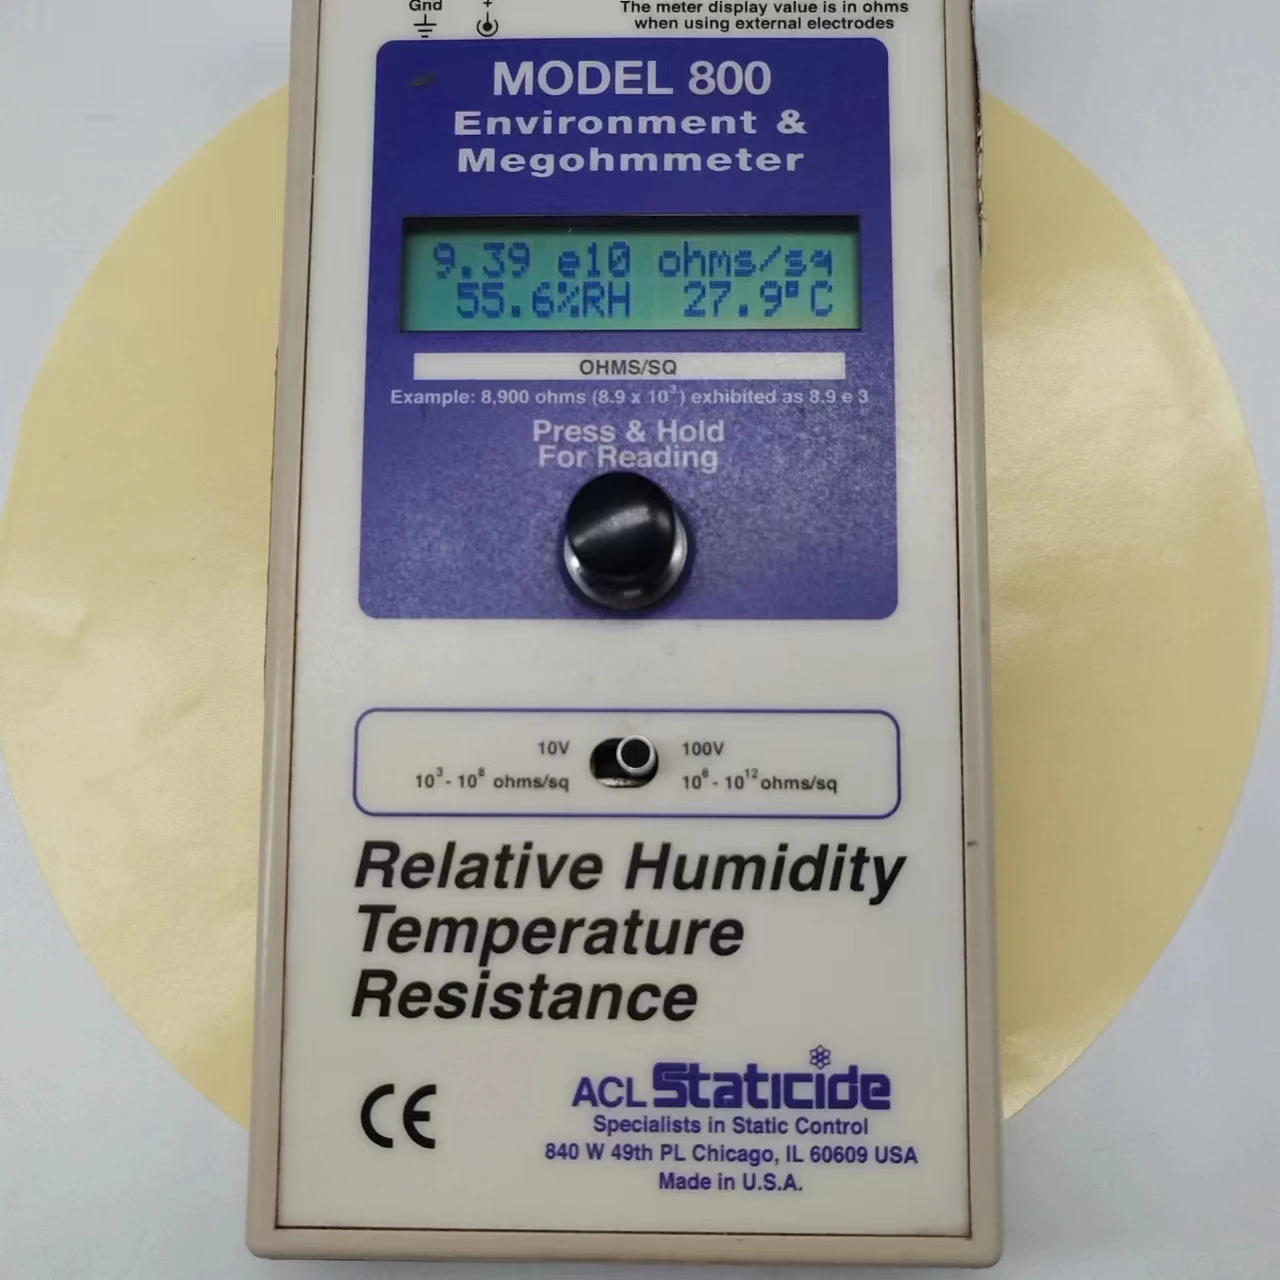 Gnd +
The meter display value is in ohms
when using external electrodes
MODEL 800
Environment &
Megohmmeter
9.39 e10 ohms/sq
55.6%RH 27.9°C
OHMS/SQ
Example: 8,900 ohms (8.9 x 10³) exhibited as 8.9 e 3
Press & Hold
For Reading
10V 100V
10³- 10⁸ ohms/sq 10⁶- 10¹² ohms/sq
Relative Humidity
Temperature
Resistance
CE
ACL Staticide
Specialists in Static Control
840 W 49th PL Chicago, IL 60609 USA
Made in U.S.A.